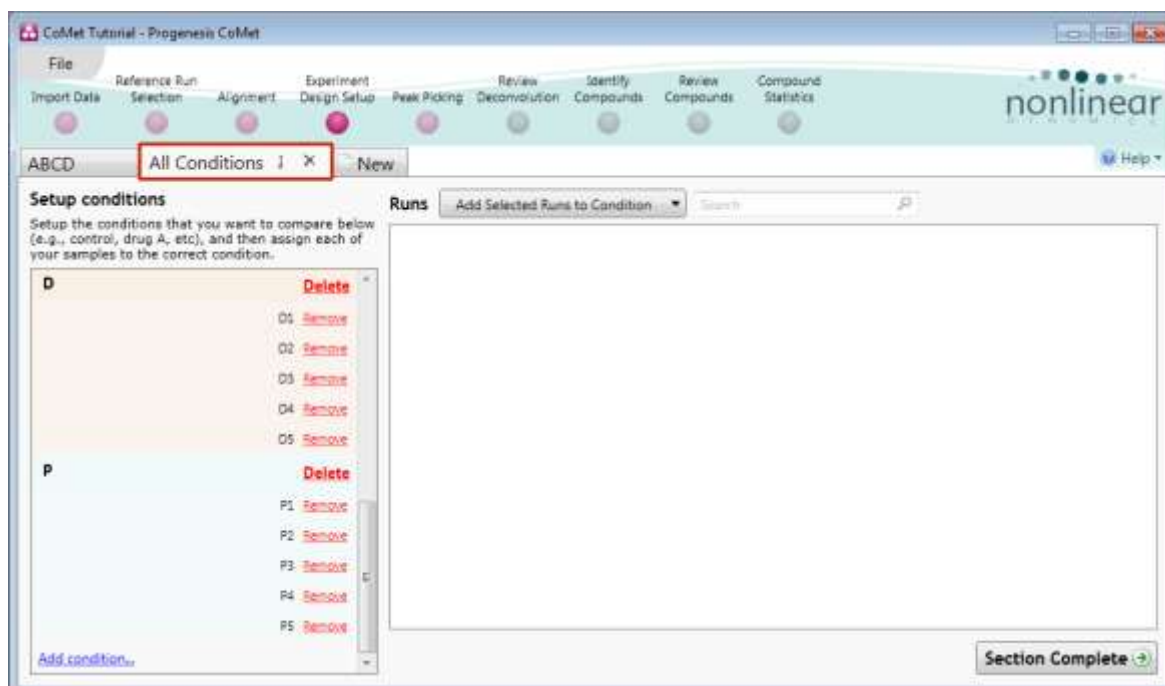 CoMet Tutorial - Progenesis CoMet
File
Import Data
Reference Run
Selection
Alignment
Experiment
Design Setup
Peak Picking
Review
Deconvolution
Identify
Compounds
Review
Compounds
Compound
Statistics
nonlinear
ABCD
All Conditions
New
Help
Setup conditions
Setup the conditions that you want to compare below
(e.g., control, drug A, etc), and then assign each of
your samples to the correct condition.
Runs
Add Selected Runs to Condition
Search
D Delete
D1 Remove
D2 Remove
D3 Remove
D4 Remove
D5 Remove
P Delete
P1 Remove
P2 Remove
P3 Remove
P4 Remove
P5 Remove
Add condition..
Section Complete